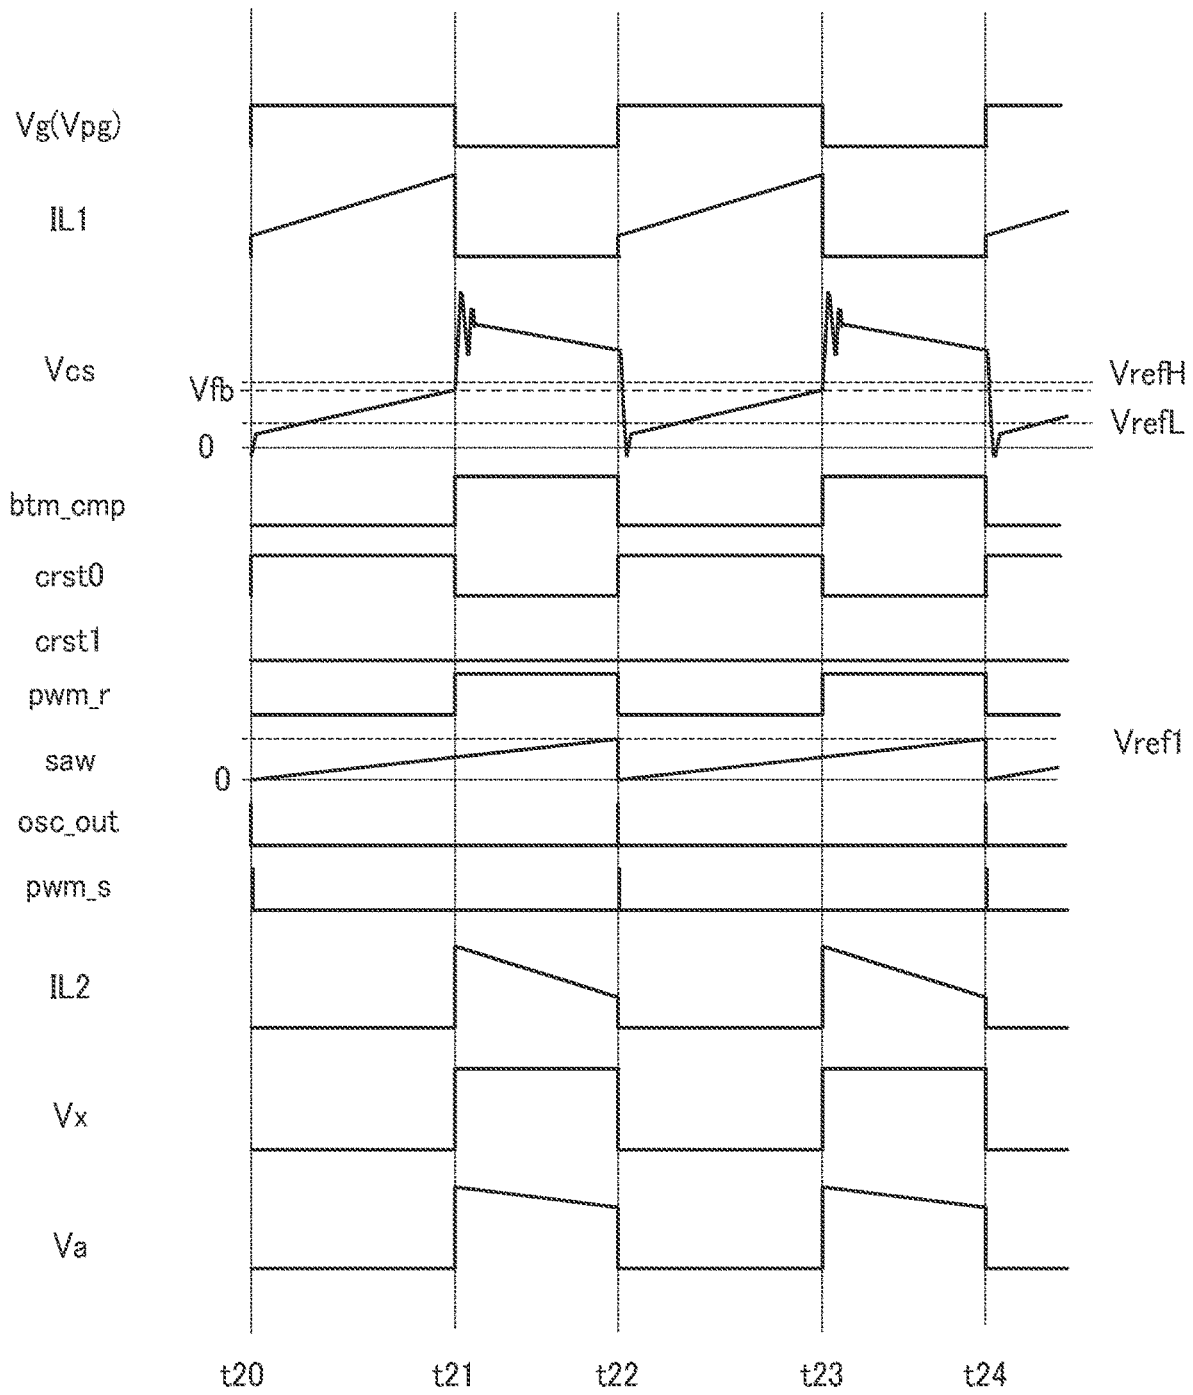 Vg(Vpg)
IL1
Vcs
Vfb
VrefH
VrefL
0
btm_cmp
crst0
crst1
pwm_r
Vref1
saw
0
osc_out
pwm_s
IL2
Vx
Va
t20 t21 t22 t23 t24